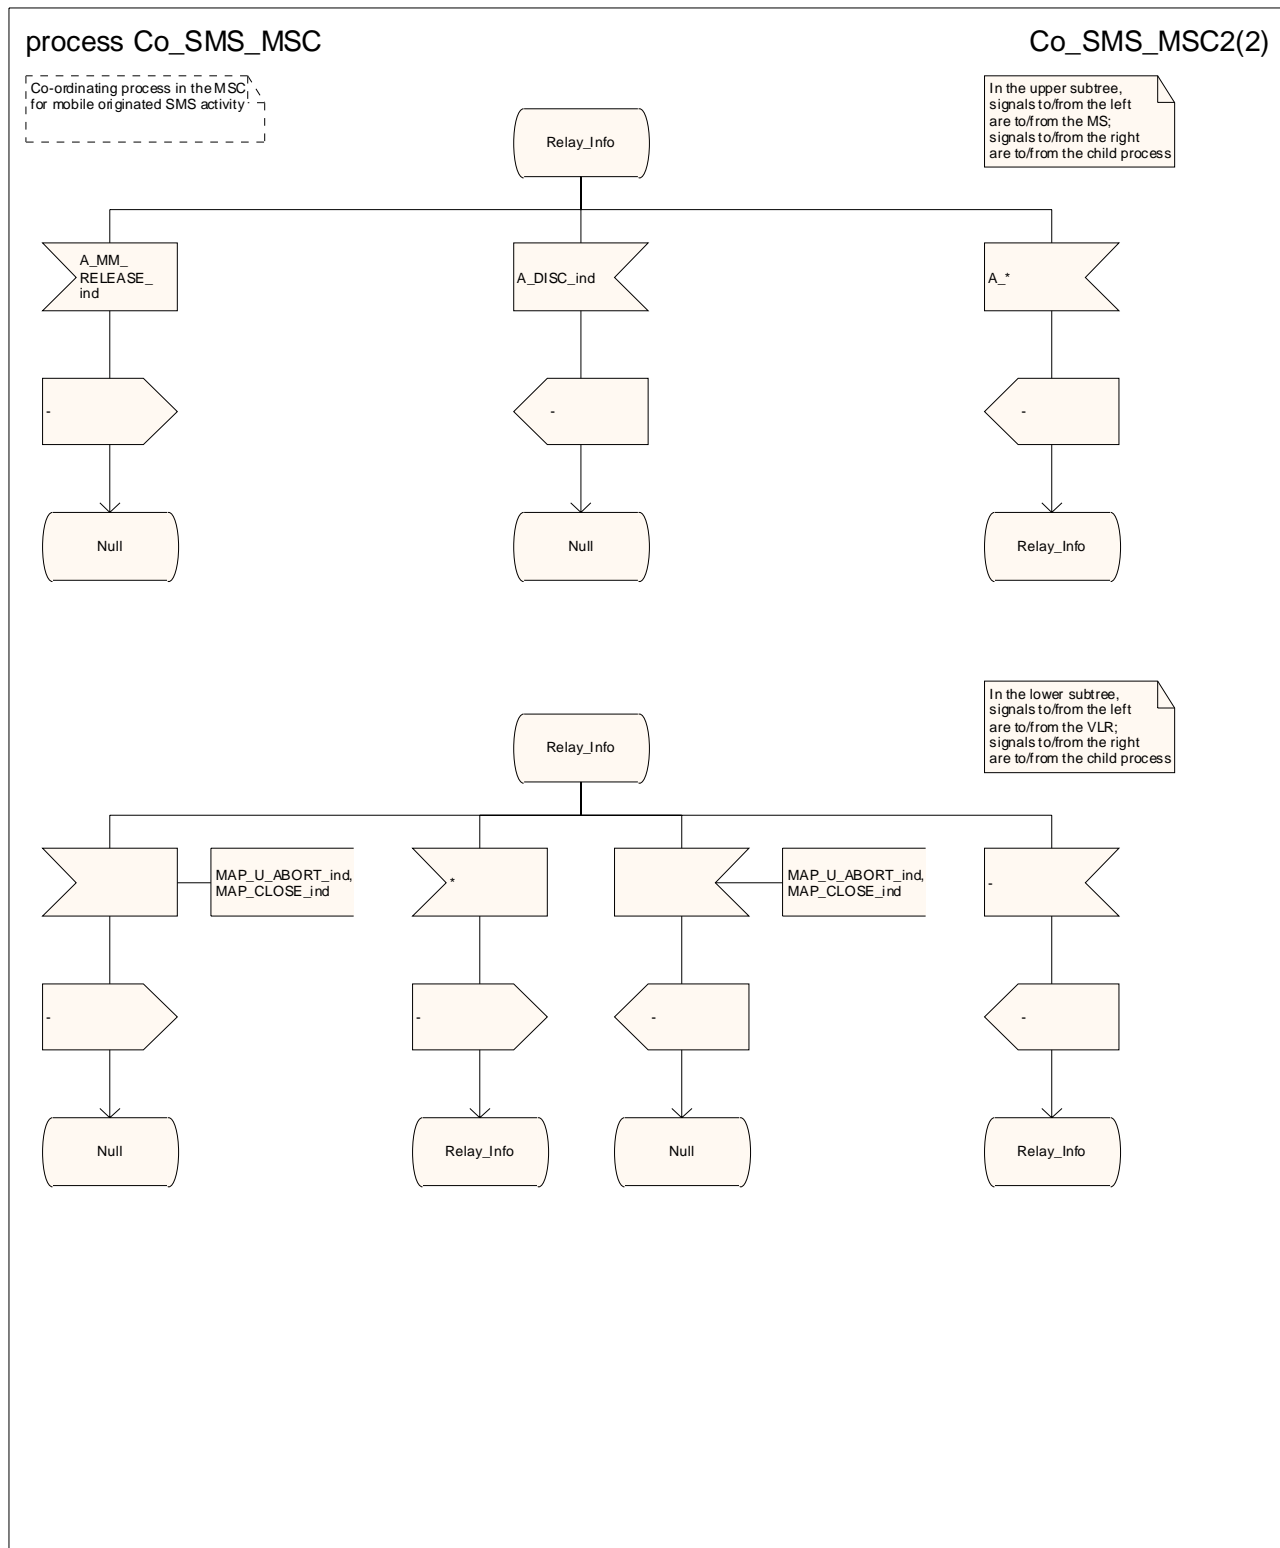 process Co_SMS_MSC
Co_SMS_MSC2(2)
Co-ordinating process in the MSC
for mobile originated SMS activity
In the upper subtree,
signals to/from the left
are to/from the MS;
signals to/from the right
are to/from the child process
Relay_Info
A_MM_
RELEASE_
ind
A_DISC_ind
A_*
-
-
-
Null
Null
Relay_Info
In the lower subtree,
signals to/from the left
are to/from the VLR;
signals to/from the right
are to/from the child process
Relay_Info
MAP_U_ABORT_ind,
MAP_CLOSE_ind
*
MAP_U_ABORT_ind,
MAP_CLOSE_ind
-
-
-
-
-
Null
Relay_Info
Null
Relay_Info